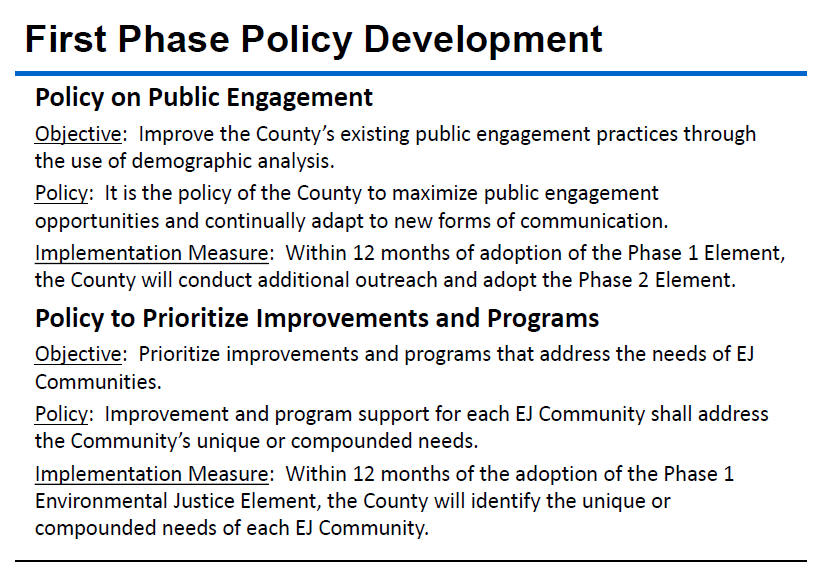 First Phase Policy Development
Policy on Public Engagement
Objective:  Improve the County’s existing public engagement practices through
the use of demographic analysis.
Policy:  It is the policy of the County to maximize public engagement
opportunities and continually adapt to new forms of communication.
Implementation Measure:  Within 12 months of adoption of the Phase 1 Element,
the County will conduct additional outreach and adopt the Phase 2 Element.
Policy to Prioritize Improvements and Programs
Objective:  Prioritize improvements and programs that address the needs of EJ
Communities.
Policy:  Improvement and program support for each EJ Community shall address
the Community’s unique or compounded needs.
Implementation Measure:  Within 12 months of the adoption of the Phase 1
Environmental Justice Element, the County will identify the unique or
compounded needs of each EJ Community.